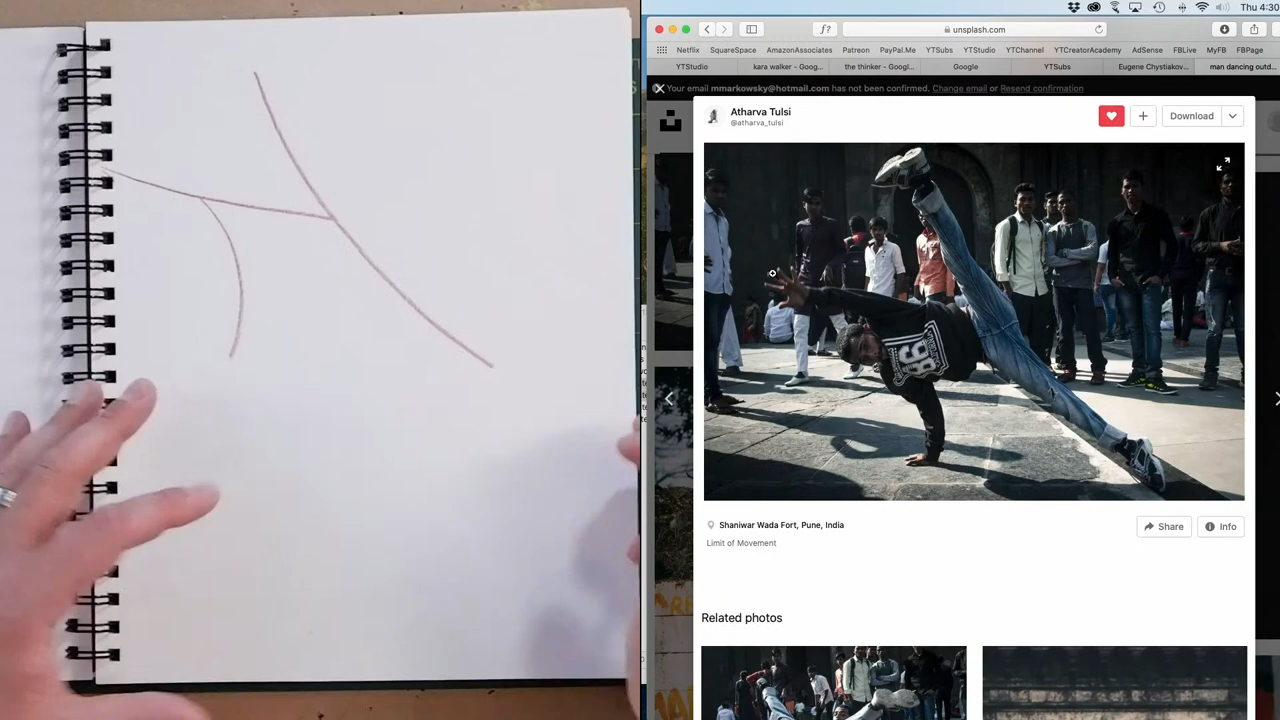 Thu 4:30
unsplash.com
Netflix SquareSpace AmazonAssociates Patreon PayPal.Me YTSubs YTStudio YTChannel YTCreatorAcademy AdSense FBLive MyFB FBPage
YTStudio kara walker - Goog... the thinker - Googl... Google YTSubs Eugene Chystiakov... man dancing outd...
Your email mmarkowsky@hotmail.com has not been confirmed. Change email or Resend confirmation
Atharva Tulsi
@atharva_tulsi
Download
98
Shaniwar Wada Fort, Pune, India
Share
Info
Limit of Movement
Related photos